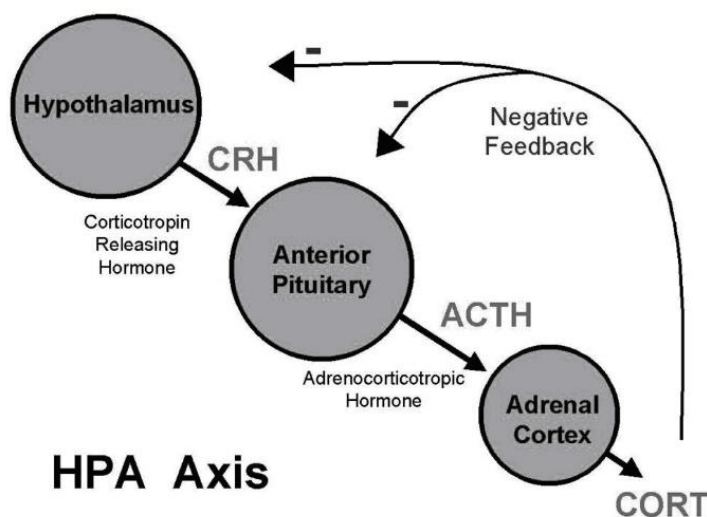 -
Hypothalamus
-
Negative
Feedback
CRH
Corticotropin
Releasing
Hormone
Anterior
Pituitary
ACTH
Adrenocorticotropic
Hormone
Adrenal
Cortex
HPA Axis
CORT